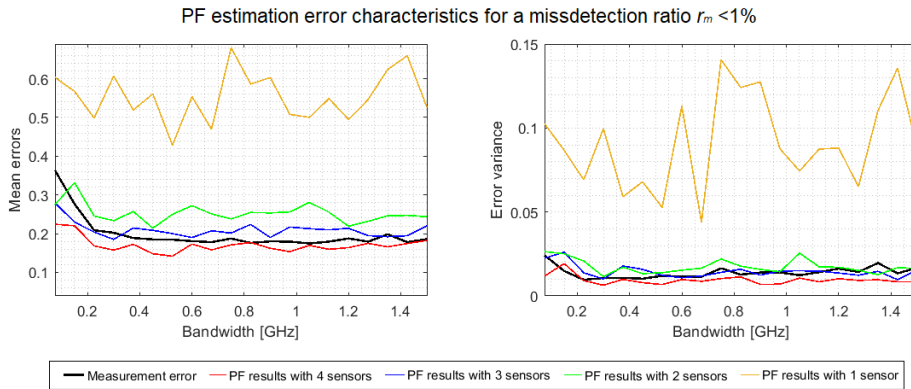 PF estimation error characteristics for a missdetection ratio rm <1%
Mean errors
0.6
0.5
0.4
0.3
0.2
0.1
0.2 0.4 0.6 0.8 1 1.2 1.4
Bandwidth [GHz]
Error variance
0.15
0.1
0.05
0
0.2 0.4 0.6 0.8 1 1.2 1.4
Bandwidth [GHz]
Measurement error PF results with 4 sensors PF results with 3 sensors PF results with 2 sensors PF results with 1 sensor